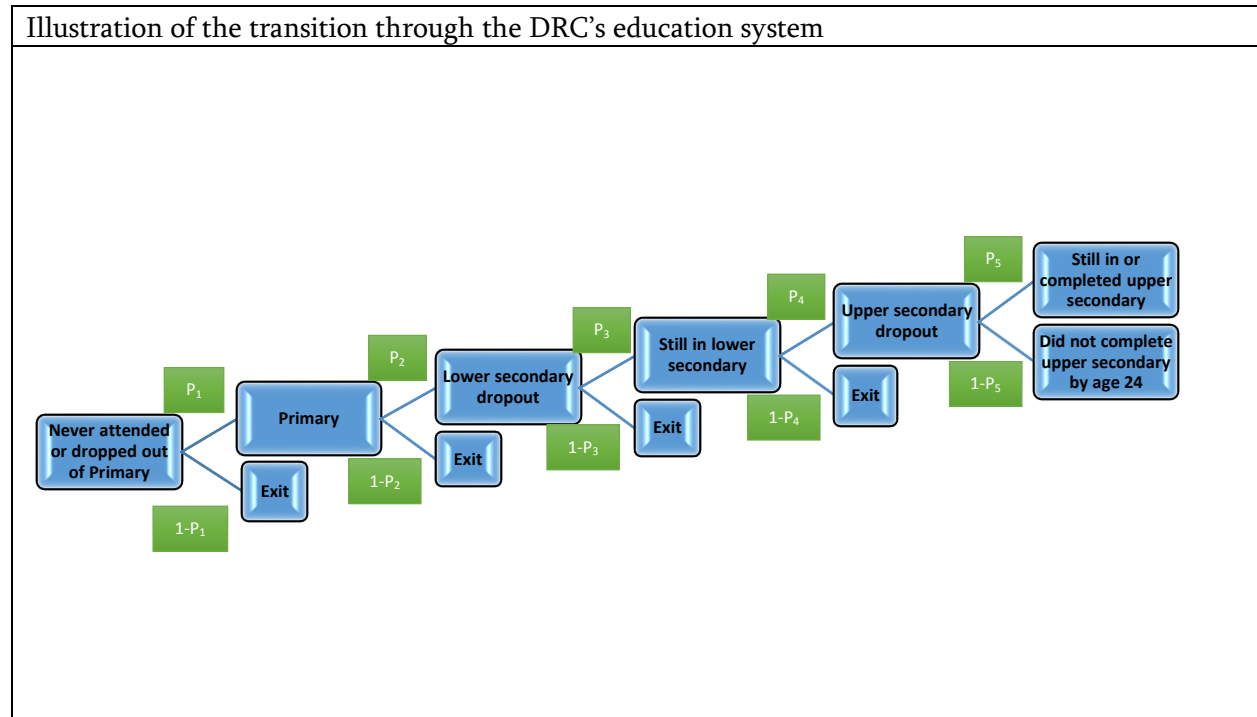 Illustration of the transition through the DRC's education system
P₁
Never attended
or dropped out
of Primary
1-P₁
Primary
Exit
P₂
1-P₂
Lower secondary
dropout
Exit
P₃
1-P₃
Still in lower
secondary
Exit
P₄
1-P₄
Upper secondary
dropout
Exit
P₅
1-P₅
Still in or
completed upper
secondary
Did not complete
upper secondary
by age 24